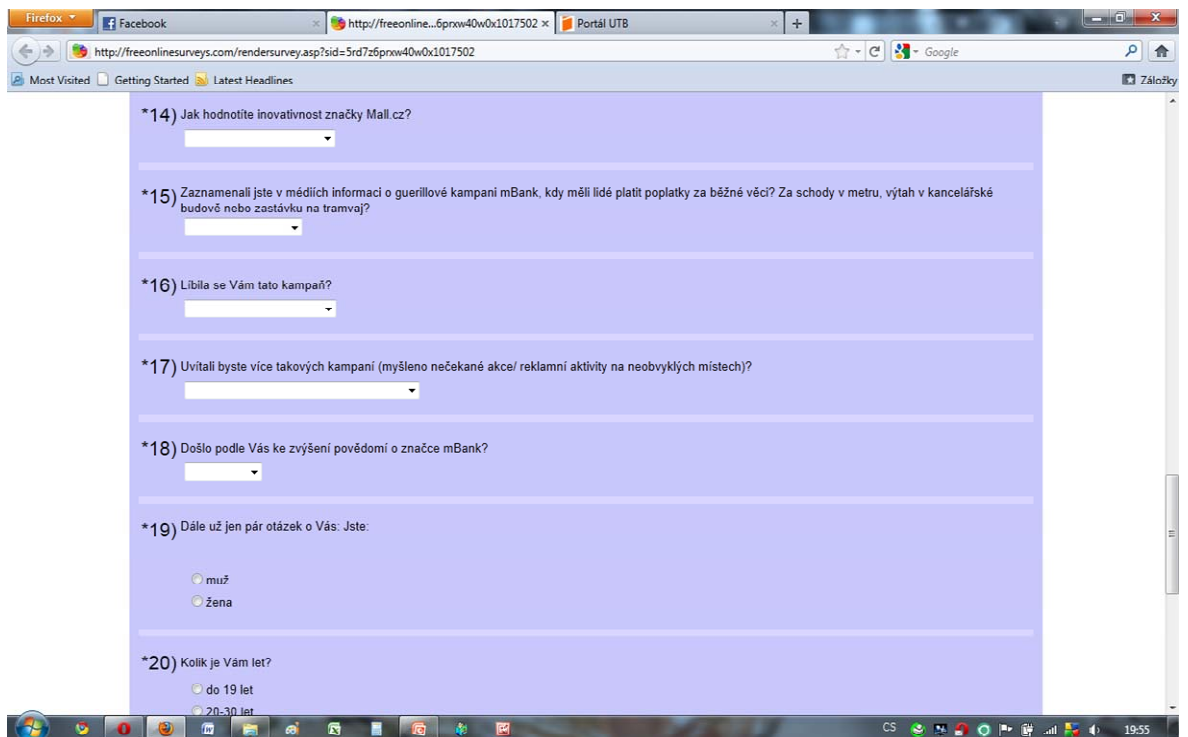 Firefox
Facebook
http://freeonline...6prxw40w0x1017502
Portál UTB
http://freeonlinesurveys.com/rendersurvey.asp?sid=5rd7z6prxw40w0x1017502
Google
Most Visited Getting Started Latest Headlines
Záložky
*14) Jak hodnotíte inovativnost značky Mall.cz?
*15) Zaznamenali jste v médiích informaci o guerillové kampani mBank, kdy měli lidé platit poplatky za běžné věci? Za schody v metru, výtah v kancelářské
budově nebo zastávku na tramvaj?
*16) Líbila se Vám tato kampaň?
*17) Uvítali byste více takových kampaní (myšleno nečekané akce/ reklamní aktivity na neobvyklých místech)?
*18) Došlo podle Vás ke zvýšení povědomí o značce mBank?
*19) Dále už jen pár otázek o Vás: Jste:
muž
žena
*20) Kolik je Vám let?
do 19 let
20-30 let
CS
19:55